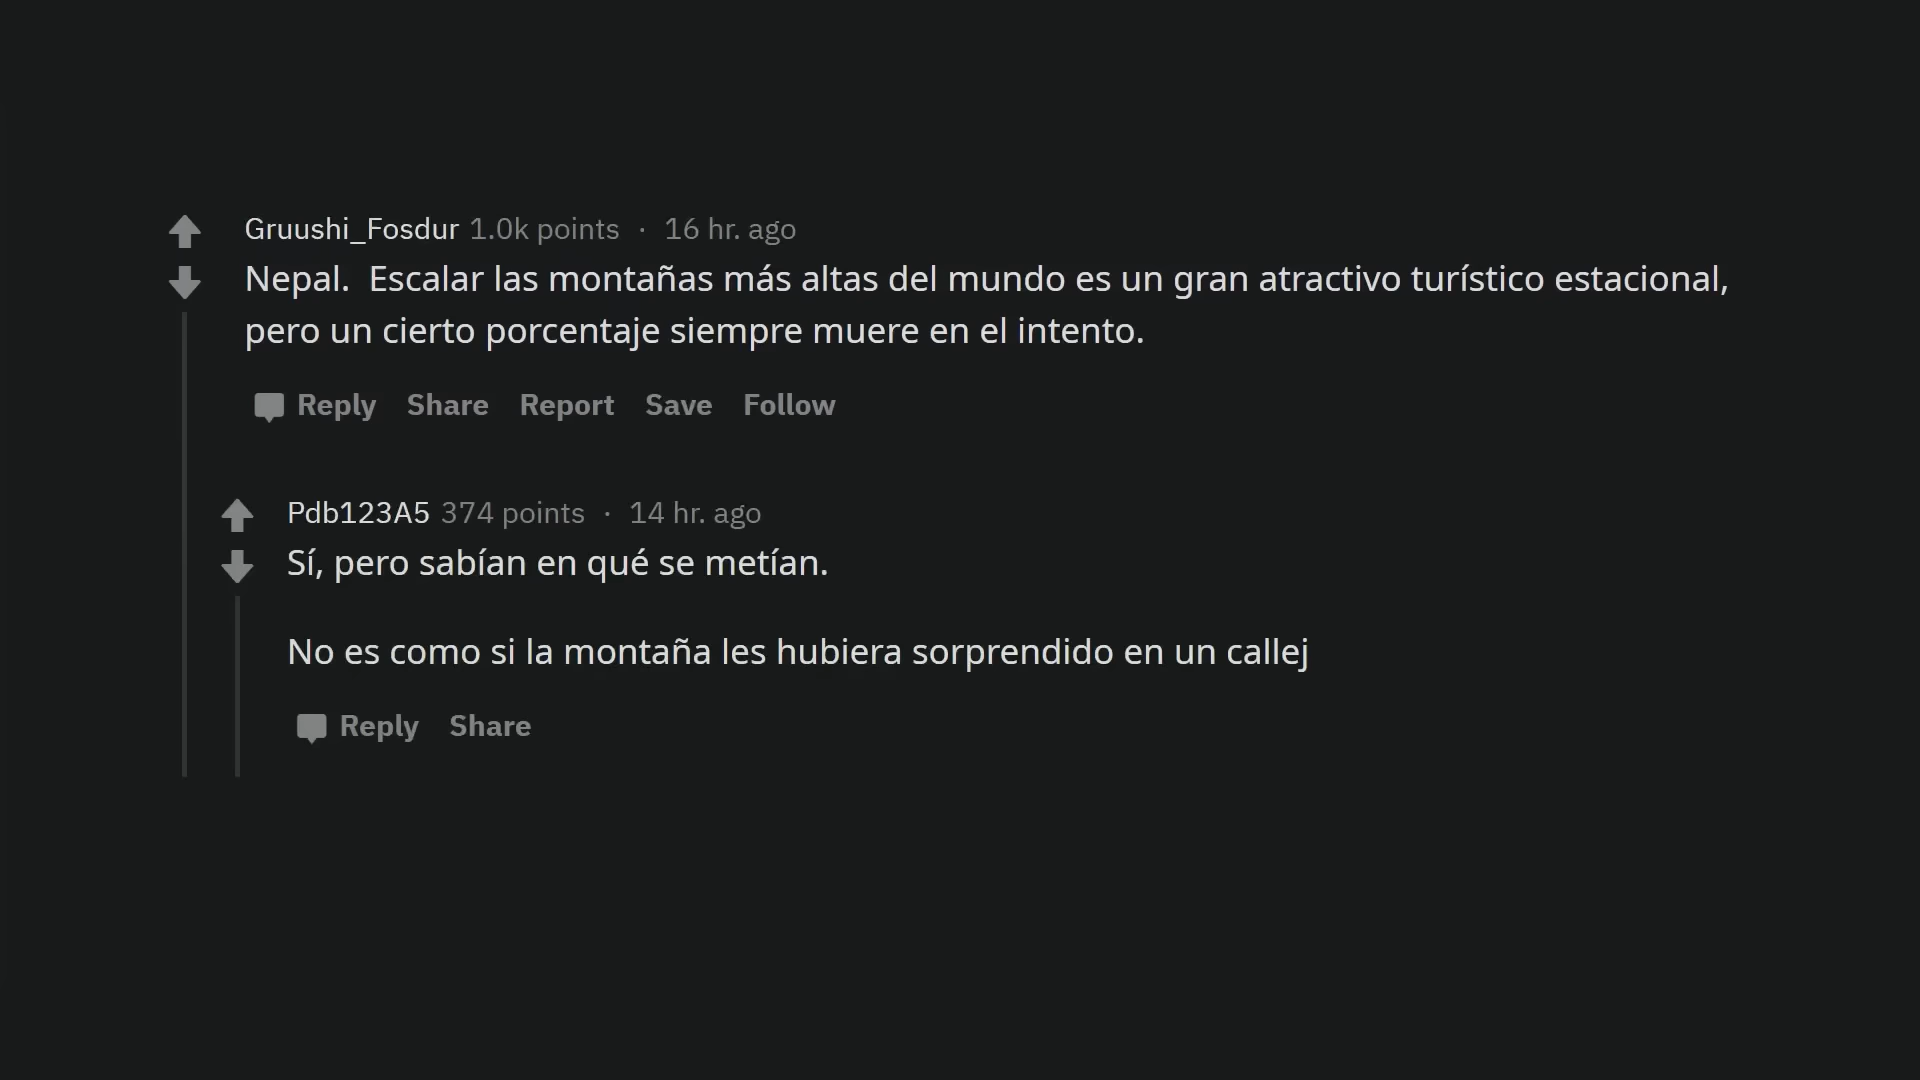 Gruushi_Fosdur 1.0k points · 16 hr. ago
Nepal.  Escalar las montañas más altas del mundo es un gran atractivo turístico estacional,
pero un cierto porcentaje siempre muere en el intento.
Reply Share Report Save Follow
Pdb123A5 374 points · 14 hr. ago
Sí, pero sabían en qué se metían.
No es como si la montaña les hubiera sorprendido en un callej
Reply Share